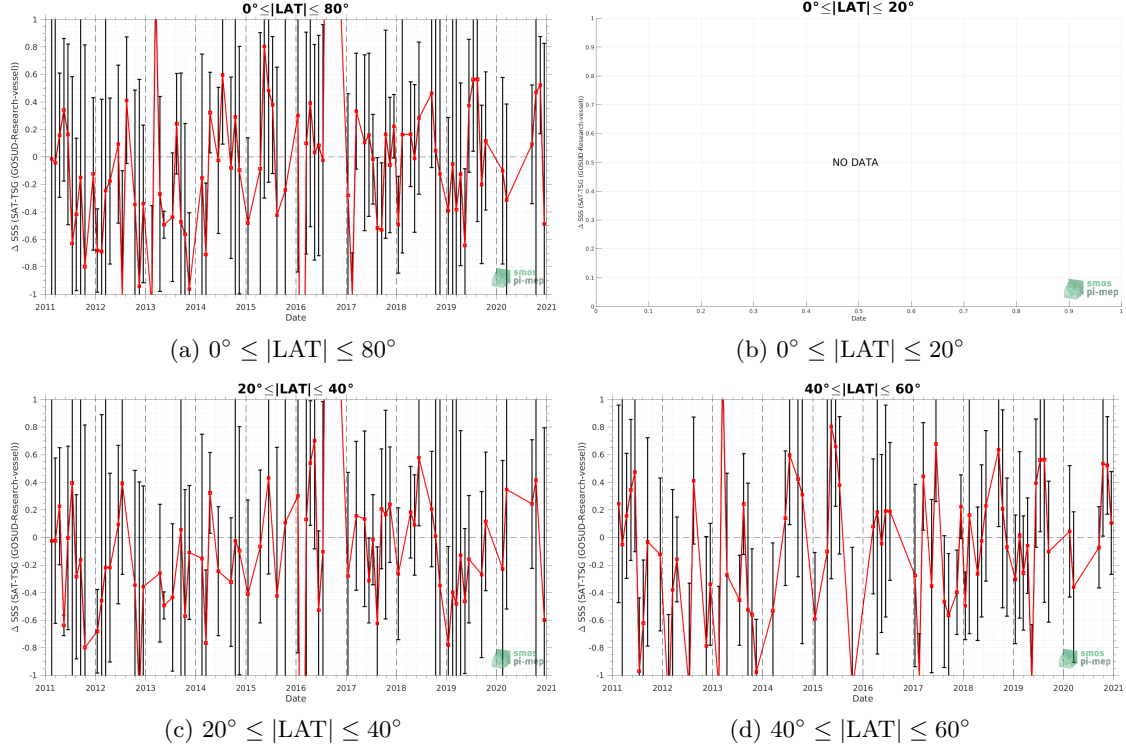 0°≤|LAT|≤ 80°
Δ SSS (SAT-TSG (GOSUD-Research-vessel))
1
0.8
0.6
0.4
0.2
0
-0.2
-0.4
-0.6
-0.8
-1
2011 2012 2013 2014 2015 2016 2017 2018 2019 2020 2021
Date
smos
pi-mep
(a) 0° ≤ |LAT| ≤ 80°
0°≤|LAT|≤ 20°
Δ SSS (SAT-TSG (GOSUD-Research-vessel))
1
0.9
0.8
0.7
0.6
0.5
0.4
0.3
0.2
0.1
0
NO DATA
0 0.1 0.2 0.3 0.4 0.5 0.6 0.7 0.8 0.9 1
Date
smos
pi-mep
(b) 0° ≤ |LAT| ≤ 20°
20°≤|LAT|≤ 40°
Δ SSS (SAT-TSG (GOSUD-Research-vessel))
1
0.8
0.6
0.4
0.2
0
-0.2
-0.4
-0.6
-0.8
-1
2011 2012 2013 2014 2015 2016 2017 2018 2019 2020 2021
Date
smos
pi-mep
(c) 20° ≤ |LAT| ≤ 40°
40°≤|LAT|≤ 60°
Δ SSS (SAT-TSG (GOSUD-Research-vessel))
1
0.8
0.6
0.4
0.2
0
-0.2
-0.4
-0.6
-0.8
-1
2011 2012 2013 2014 2015 2016 2017 2018 2019 2020 2021
Date
smos
pi-mep
(d) 40° ≤ |LAT| ≤ 60°